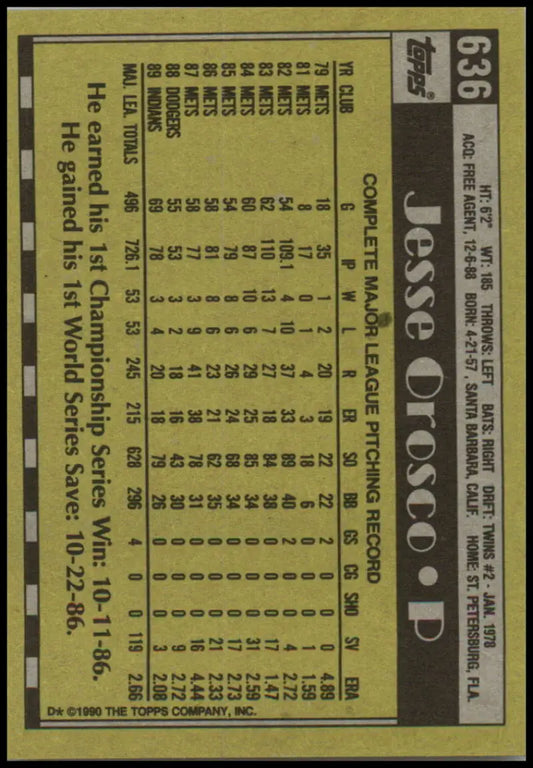 636
HT: 6'2" WT: 185 THROWS: LEFT BATS: RIGHT DRFT: TWINS #2 - JAN. 1978
ACQ: FREE AGENT, 12-6-88 BORN: 4-21-57, SANTA BARBARA, CALIF. HOME: ST. PETERSBURG, FLA.
TOPPS®
Jesse Orosco • P
COMPLETE MAJOR LEAGUE PITCHING RECORD
YR CLUB G IP W L R ER SO BB GS CG SHO SV ERA
79 METS 18 35 1 2 20 19 22 22 2 0 0 0 4.89
81 METS 8 17 0 1 4 3 18 6 0 0 0 1 1.59
82 METS 54 109.1 4 10 37 33 89 40 2 0 0 4 2.72
83 METS 62 110 13 7 27 18 84 38 0 0 0 17 1.47
84 METS 60 87 10 6 29 25 85 34 0 0 0 31 2.59
85 METS 54 79 8 6 26 24 68 34 0 0 0 17 2.73
86 METS 58 81 8 6 23 21 62 35 0 0 0 21 2.33
87 METS 58 77 3 9 41 38 78 31 0 0 0 16 4.44
88 DODGERS 55 53 3 2 18 16 43 30 0 0 0 9 2.72
89 INDIANS 69 78 3 4 20 18 79 26 0 0 0 3 2.08
MAJ. LEA. TOTALS 496 726.1 53 53 245 215 628 296 4 0 0 119 2.66
He earned his 1st Championship Series Win: 10-11-86.
He gained his 1st World Series Save: 10-22-86.
D* ©1990 THE TOPPS COMPANY, INC.